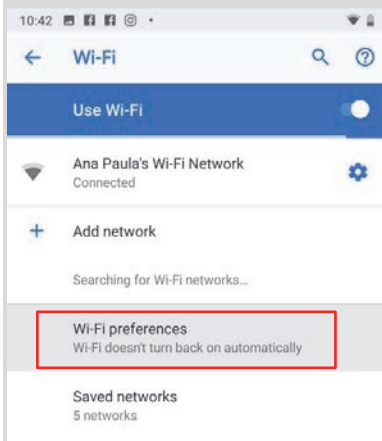 10:42
Wi-Fi
Use Wi-Fi
Ana Paula's Wi-Fi Network
Connected
Add network
Searching for Wi-Fi networks...
Wi-Fi preferences
Wi-Fi doesn't turn back on automatically
Saved networks
5 networks